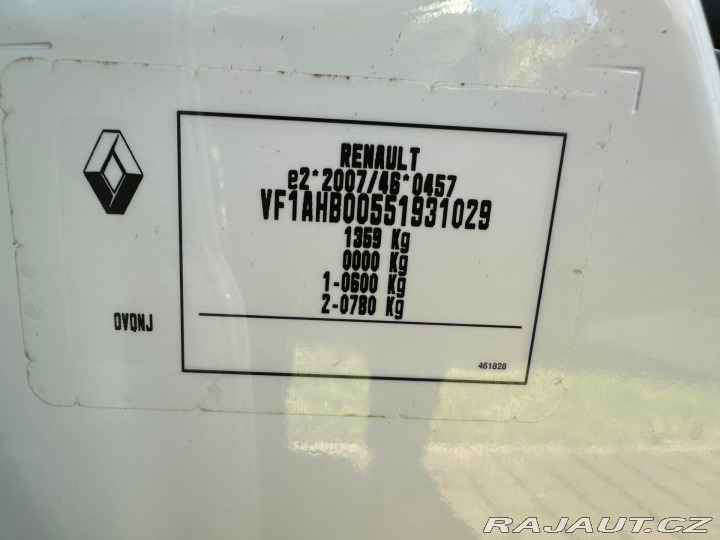 RENAULT
e2*2007/46*0457
VF1AHB00551931029
1359 Kg
0000 Kg
1-0600 Kg
2-0780 Kg
DVQNJ
461828
RAJAUT.CZ